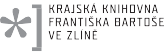 KRAJSKÁ KNIHOVNA
FRANTIŠKA BARTOŠE
VE ZLÍNĚ